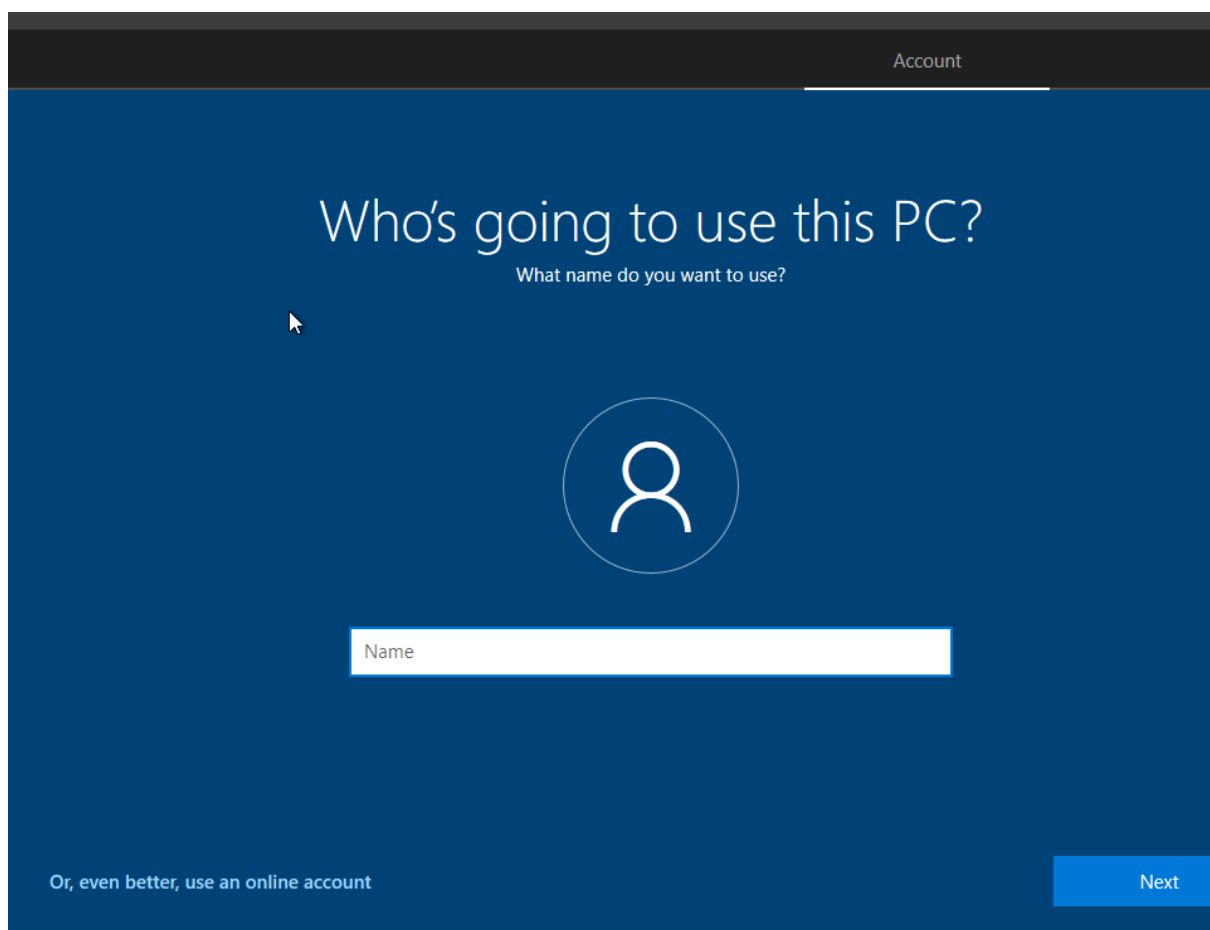 Account
Who's going to use this PC?
What name do you want to use?
Name
Or, even better, use an online account
Next